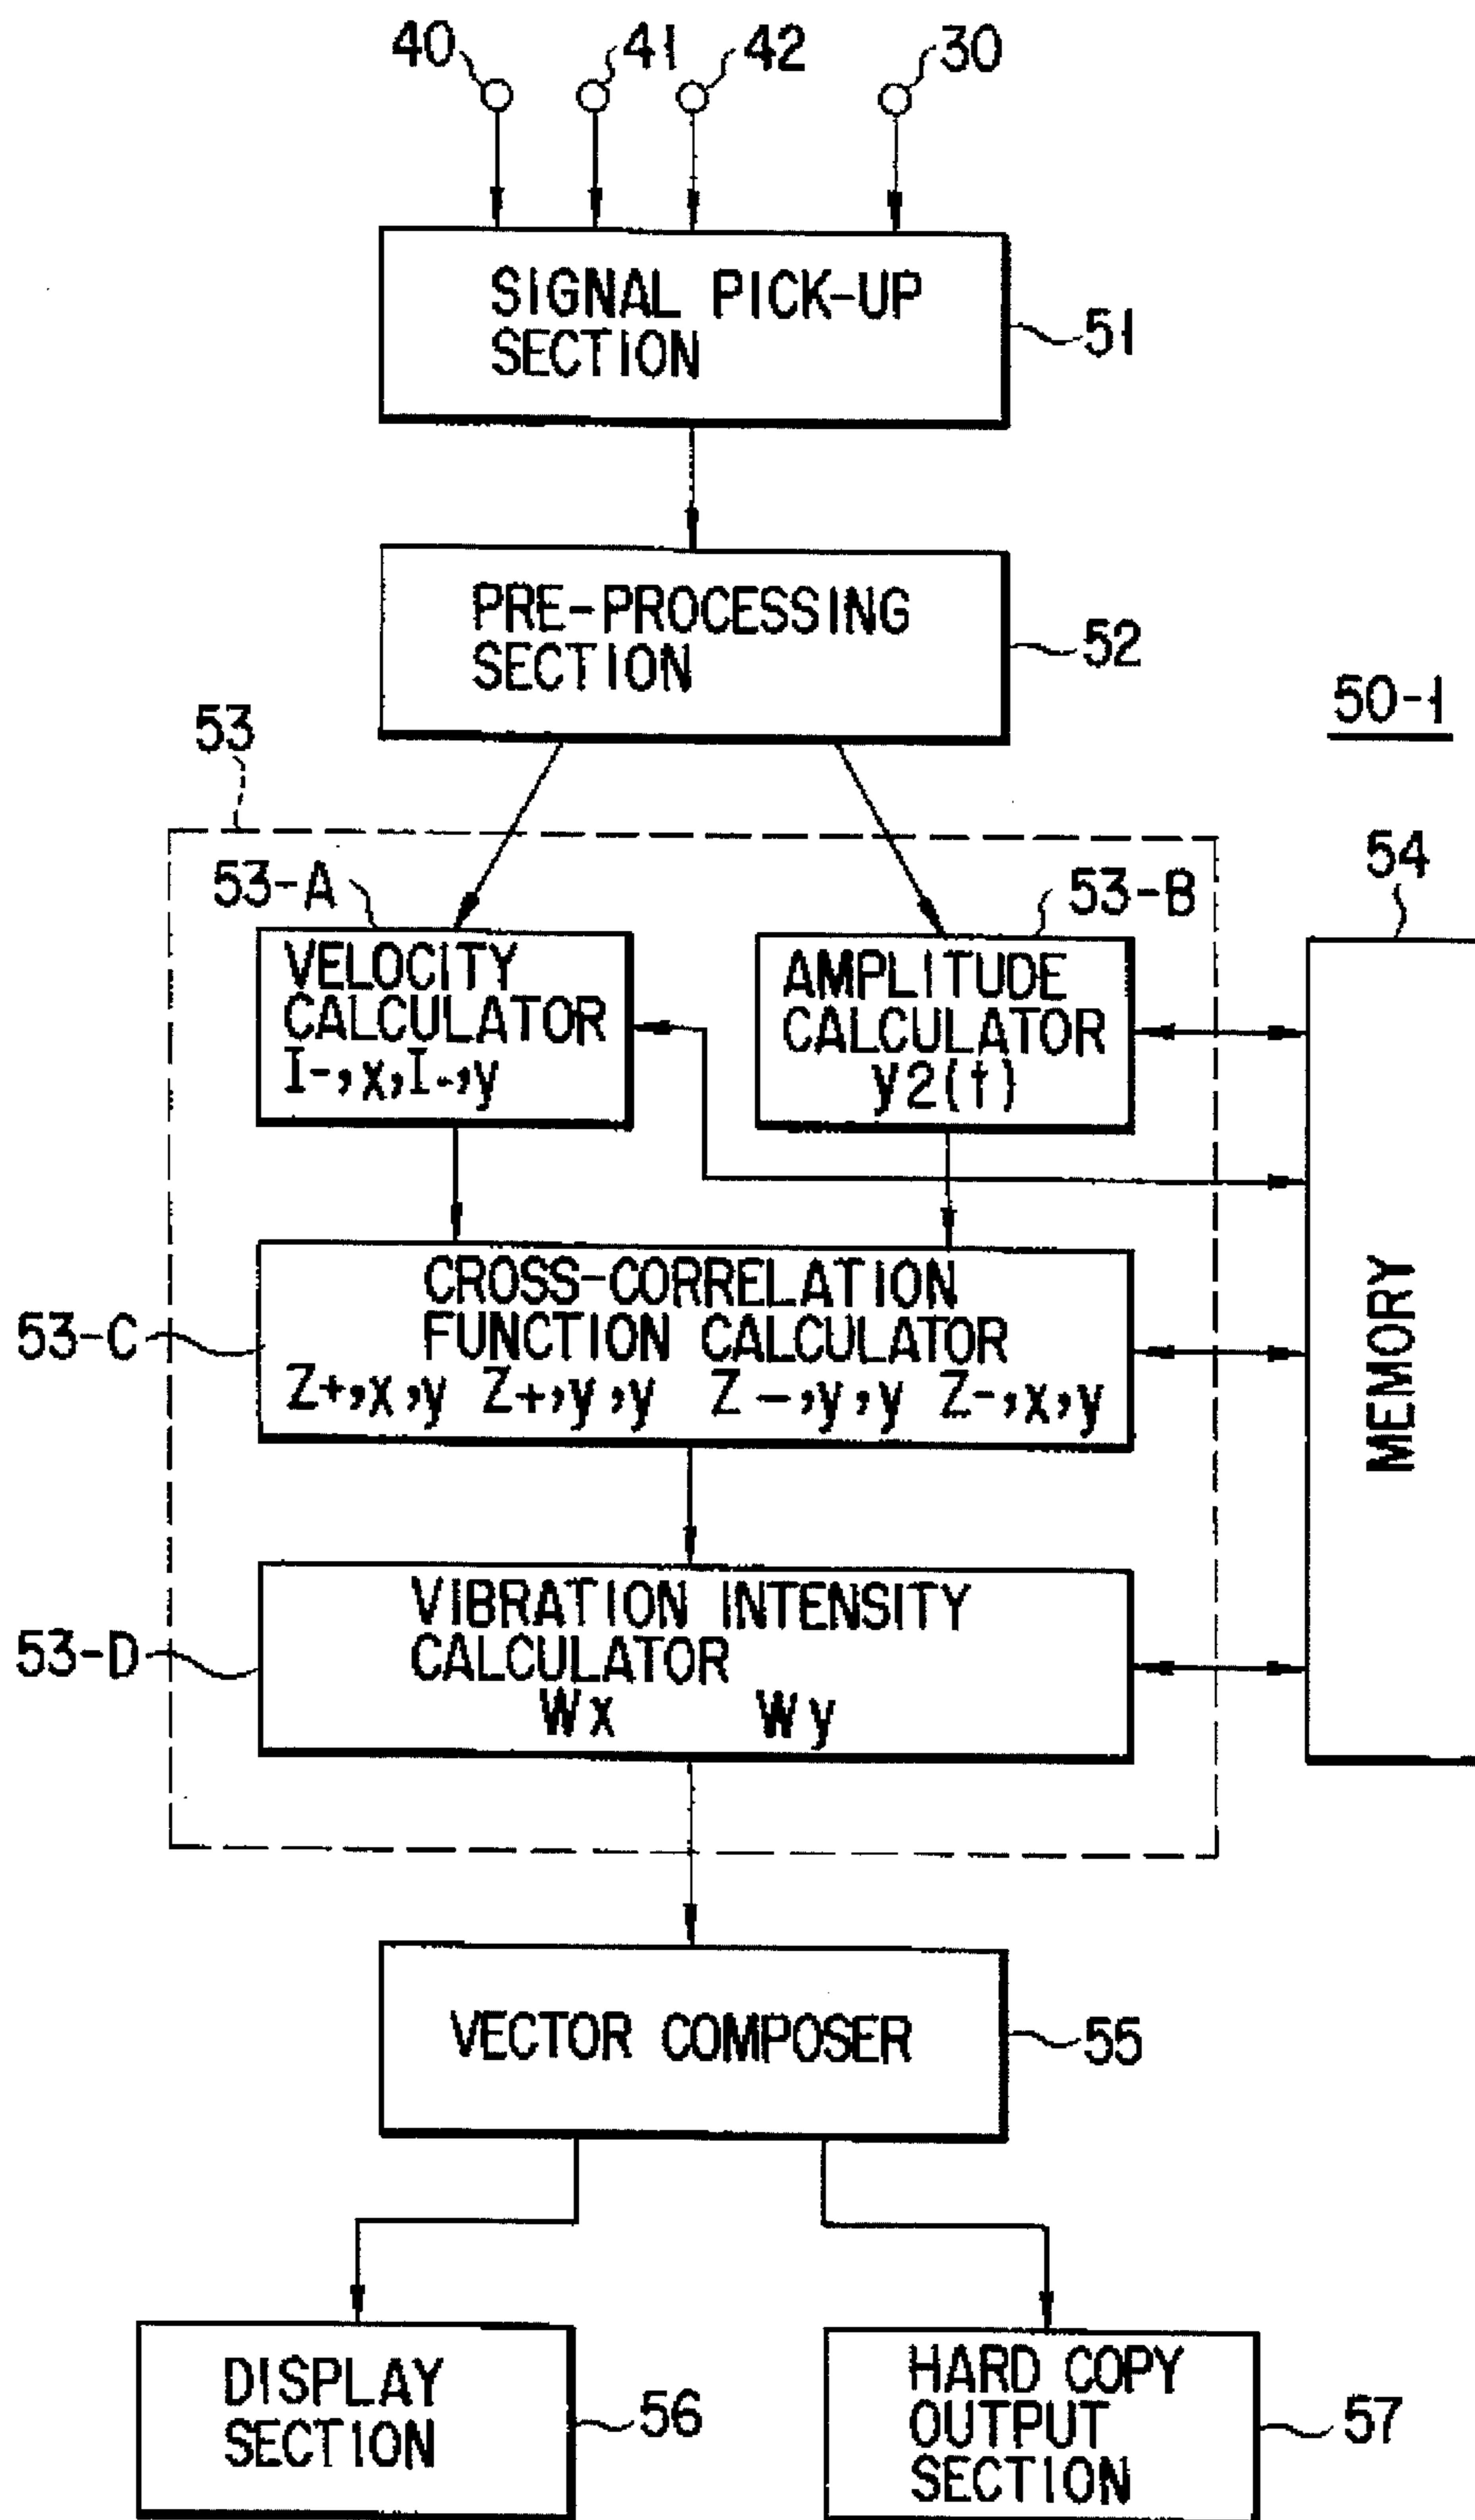 40 41 42 30
SIGNAL PICK-UP
SECTION
51
PRE-PROCESSING
SECTION
52
50-1
53
54
53-A
53-B
VELOCITY
CALCULATOR
I-,x,I-,y
AMPLITUDE
CALCULATOR
y2(t)
MEMORY
CROSS-CORRELATION
FUNCTION CALCULATOR
Z+,x,y Z+,y,y Z-,y,y Z-,x,y
53-C
VIBRATION INTENSITY
CALCULATOR
Wx Wy
53-D
VECTOR COMPOSER
55
DISPLAY
SECTION
56
HARD COPY
OUTPUT
SECTION
57